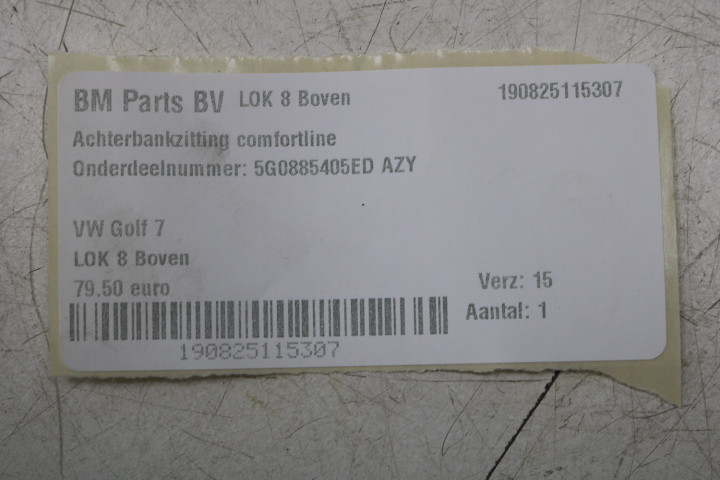 BM Parts BV LOK 8 Boven 190825115307
Achterbankzitting comfortline
Onderdeelnummer: 5G0885405ED AZY
VW Golf 7
LOK 8 Boven
79.50 euro
Verz: 15
Aantal: 1
190825115307